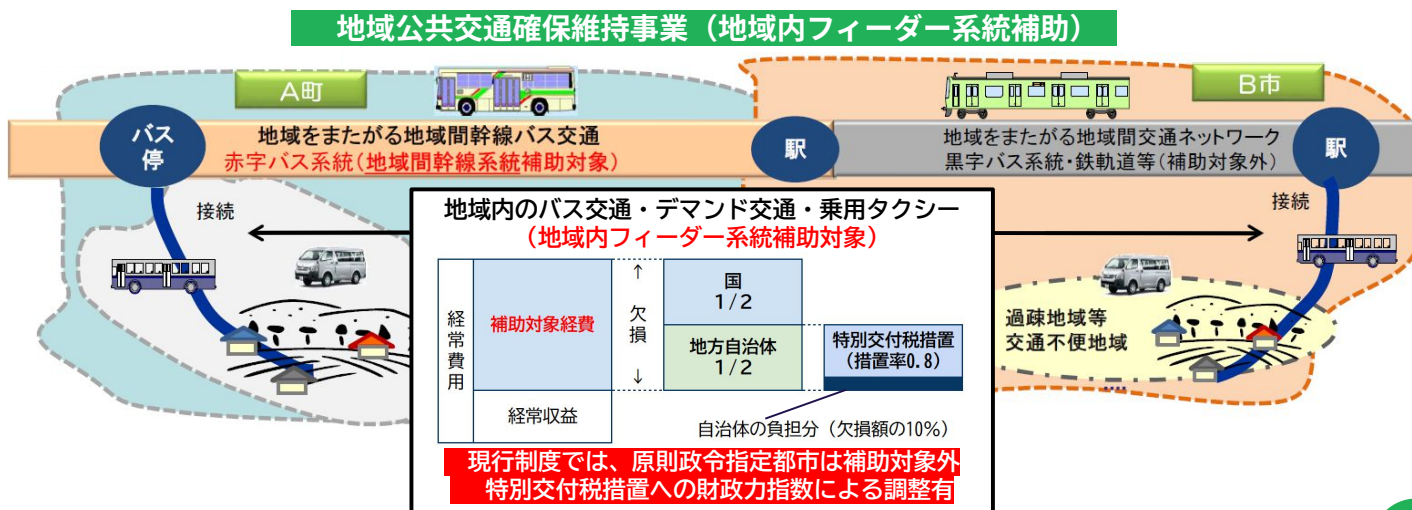 地域公共交通確保維持事業（地域内フィーダー系統補助）
A町
B市
バス
停
地域をまたがる地域間幹線バス交通
赤字バス系統（地域間幹線系統補助対象）
駅
地域をまたがる地域間交通ネットワーク
黒字バス系統・鉄軌道等（補助対象外）
駅
接続
接続
地域内のバス交通・デマンド交通・乗用タクシー
（地域内フィーダー系統補助対象）
経常費用
補助対象経費
経常収益
↑
欠
損
↓
国
1/2
地方自治体
1/2
特別交付税措置
（措置率0.8）
自治体の負担分（欠損額の10%）
現行制度では、原則政令指定都市は補助対象外
特別交付税措置への財政力指数による調整有
過疎地域等
交通不便地域